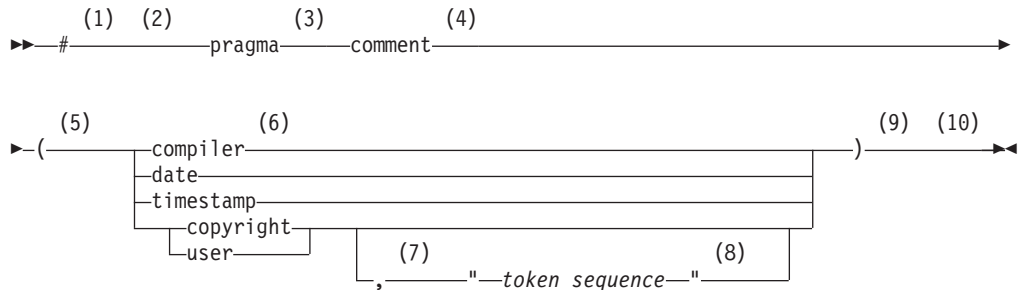 (1) (2) (3) (4)
# pragma comment
(5) (6) (9) (10)
( compiler )
date
timestamp
copyright
user
(7) (8)
, " token sequence "